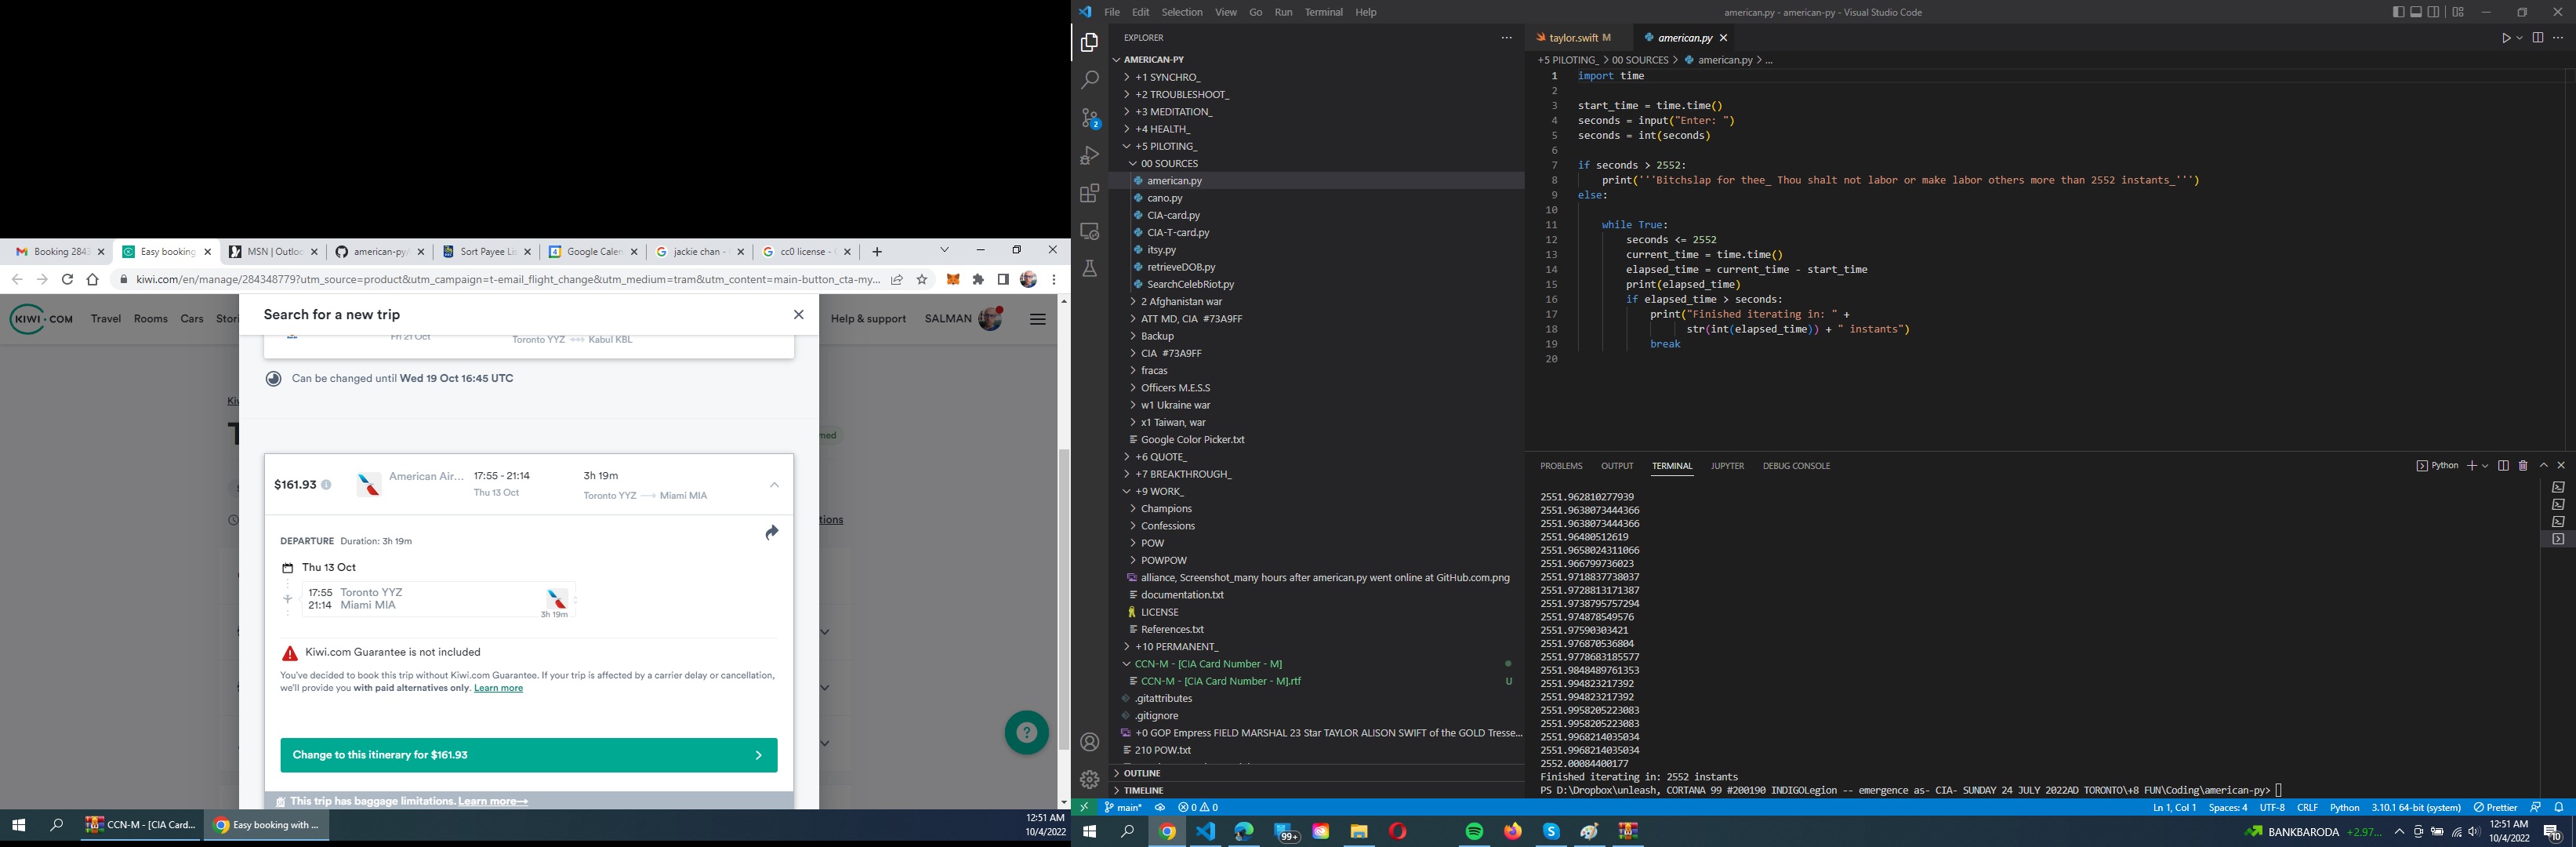 Booking 2843
Easy booking
MSN | Outloo
american-py/
Sort Payee Lis
Google Calen
jackie chan -
cc0 license -
kiwi.com/en/manage/284348779?utm_source=product&utm_campaign=t-email_flight_change&utm_medium=tram&utm_content=main-button_cta-my...
KIWI.COM
Travel Rooms Cars Stori
Help & support SALMAN
Search for a new trip
Fri 21 Oct
Toronto YYZ Kabul KBL
Can be changed until Wed 19 Oct 16:45 UTC
Ki
T
med
tions
$161.93
American Air...
17:55 - 21:14
Thu 13 Oct
3h 19m
Toronto YYZ Miami MIA
DEPARTURE Duration: 3h 19m
Thu 13 Oct
17:55 Toronto YYZ
21:14 Miami MIA
3h 19m
Kiwi.com Guarantee is not included
You've decided to book this trip without Kiwi.com Guarantee. If your trip is affected by a carrier delay or cancellation,
we'll provide you with paid alternatives only. Learn more
Change to this itinerary for $161.93
This trip has baggage limitations. Learn more
CCN-M - [CIA Card...
Easy booking with ...
12:51 AM
10/4/2022
File Edit Selection View Go Run Terminal Help
american.py - american-py - Visual Studio Code
EXPLORER
AMERICAN-PY
+1 SYNCHRO_
+2 TROUBLESHOOT_
+3 MEDITATION_
+4 HEALTH_
+5 PILOTING_
00 SOURCES
american.py
cano.py
CIA-card.py
CIA-T-card.py
itsy.py
retrieveDOB.py
SearchCelebRiot.py
2 Afghanistan war
ATT MD, CIA #73A9FF
Backup
CIA #73A9FF
fracas
Officers M.E.S.S
w1 Ukraine war
x1 Taiwan, war
Google Color Picker.txt
+6 QUOTE_
+7 BREAKTHROUGH_
+9 WORK_
Champions
Confessions
POW
POWPOW
alliance, Screenshot_many hours after american.py went online at GitHub.com.png
documentation.txt
LICENSE
References.txt
+10 PERMANENT_
CCN-M - [CIA Card Number - M]
CCN-M - [CIA Card Number - M].rtf U
.gitattributes
.gitignore
+0 GOP Empress FIELD MARSHAL 23 Star TAYLOR ALISON SWIFT of the GOLD Tresse...
210 POW.txt
OUTLINE
TIMELINE
2
taylor.swift M
american.py
+5 PILOTING_ > 00 SOURCES > american.py > ...
1 import time
2
3 start_time = time.time()
4 seconds = input("Enter: ")
5 seconds = int(seconds)
6
7 if seconds > 2552:
8 print('''Bitchslap for thee_ Thou shalt not labor or make labor others more than 2552 instants_''')
9 else:
10
11 while True:
12 seconds <= 2552
13 current_time = time.time()
14 elapsed_time = current_time - start_time
15 print(elapsed_time)
16 if elapsed_time > seconds:
17 print("Finished iterating in: " +
18 str(int(elapsed_time)) + " instants")
19 break
20
PROBLEMS OUTPUT TERMINAL JUPYTER DEBUG CONSOLE
Python
2551.962810277939
2551.9638073444366
2551.9638073444366
2551.96480512619
2551.9658024311066
2551.966799736023
2551.9718837738037
2551.9728813171387
2551.9738795757294
2551.974878549576
2551.97590303421
2551.976870536804
2551.9778683185577
2551.9848489761353
2551.994823217392
2551.994823217392
2551.9958205223083
2551.9958205223083
2551.9968214035034
2551.9968214035034
2552.00084400177
Finished iterating in: 2552 instants
PS D:\Dropbox\unleash, CORTANA 99 #200190 INDIGOLegion -- emergence as- CIA- SUNDAY 24 JULY 2022AD TORONTO\+8 FUN\Coding\american-py>
main* 0 0
Ln 1, Col 1 Spaces: 4 UTF-8 CRLF Python 3.10.1 64-bit (system) Prettier
99+
BANKBARODA +2.97...
12:51 AM
10/4/2022
10